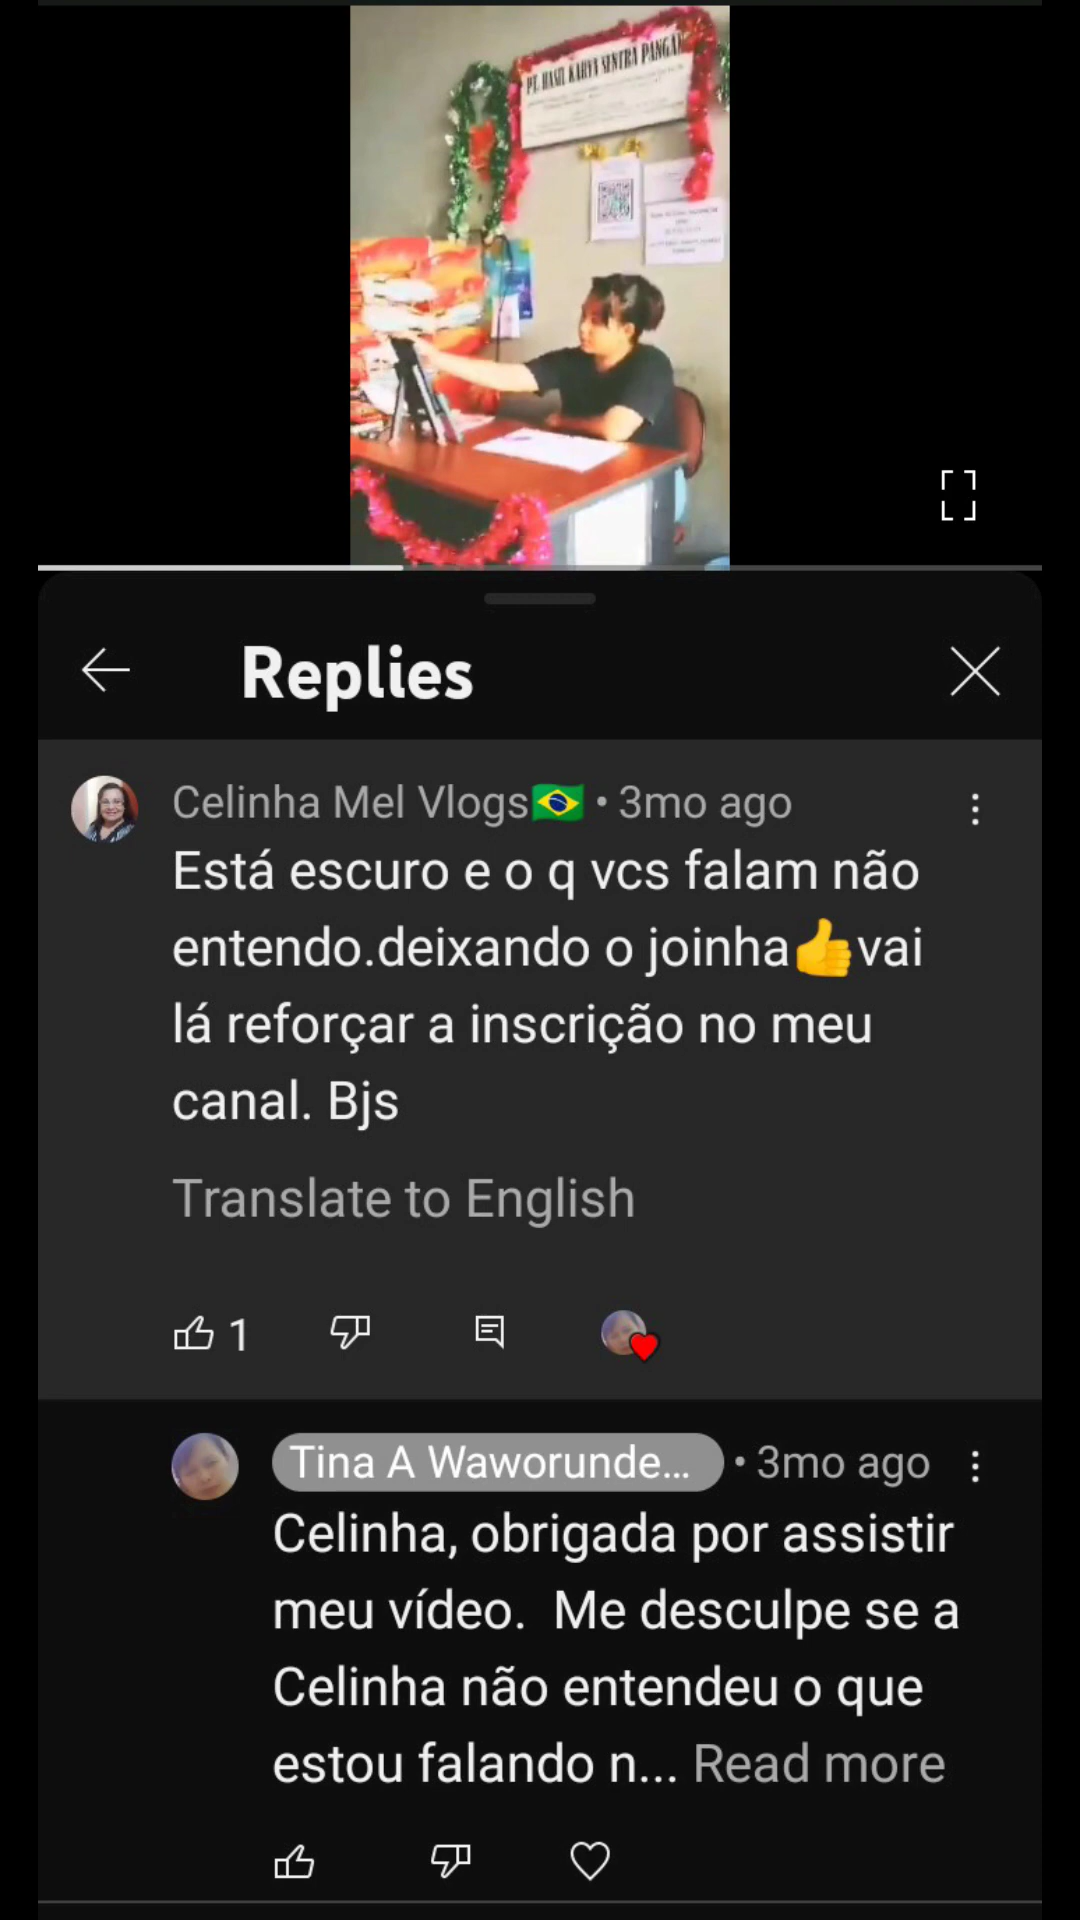 PT. HASIL KARYA SENTRA PANGAN
Replies
Celinha Mel Vlogs🇧🇷 • 3mo ago
Está escuro e o q vcs falam não
entendo.deixando o joinha👍vai
lá reforçar a inscrição no meu
canal. Bjs
Translate to English
1
Tina A Waworunde... • 3mo ago
Celinha, obrigada por assistir
meu vídeo.  Me desculpe se a
Celinha não entendeu o que
estou falando n... Read more